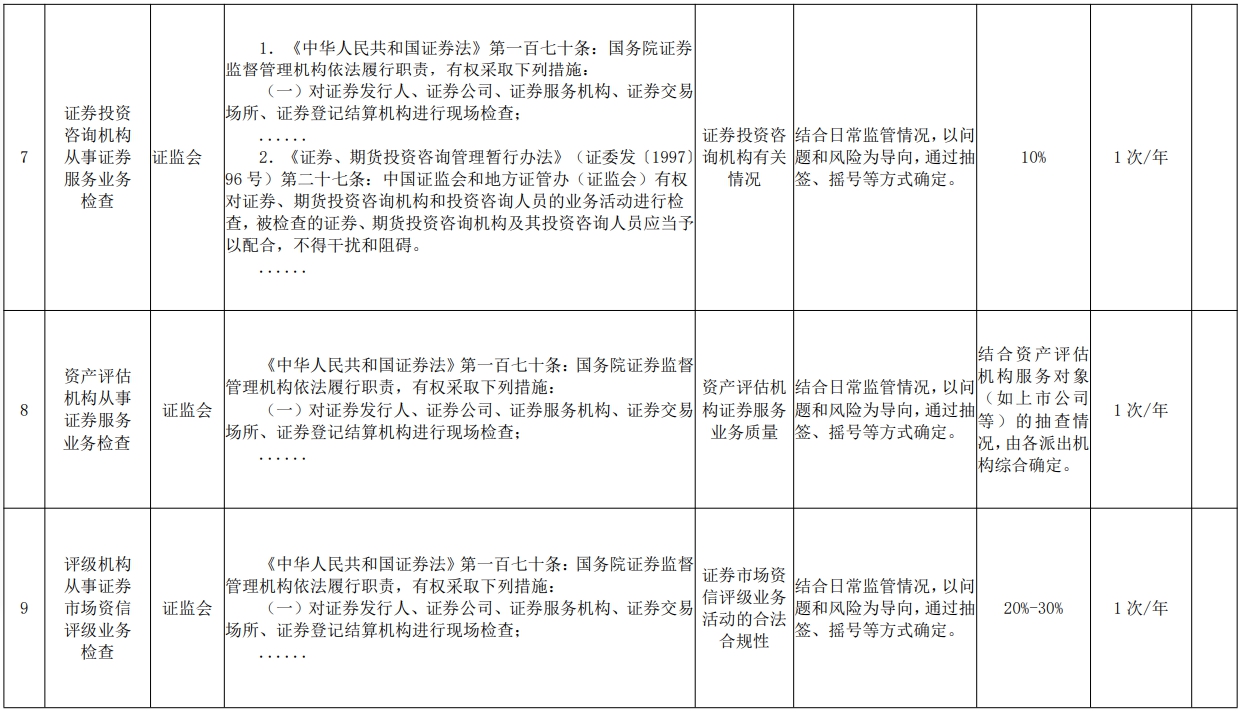 7
证券投资
咨询机构
从事证券
服务业务
检查
证监会
1. 《中华人民共和国证券法》第一百七十条：国务院证券
监督管理机构依法履行职责，有权采取下列措施：
（一）对证券发行人、证券公司、证券服务机构、证券交易
场所、证券登记结算机构进行现场检查；
......
2. 《证券、期货投资咨询管理暂行办法》（证委发〔1997〕
96 号）第二十七条：中国证监会和地方证管办（证监会）有权
对证券、期货投资咨询机构和投资咨询人员的业务活动进行检
查，被检查的证券、期货投资咨询机构及其投资咨询人员应当予
以配合，不得干扰和阻碍。
......
证券投资咨
询机构有关
情况
结合日常监管情况，以问
题和风险为导向，通过抽
签、摇号等方式确定。
10%
1 次/年
8
资产评估
机构从事
证券服务
业务检查
证监会
《中华人民共和国证券法》第一百七十条：国务院证券监督
管理机构依法履行职责，有权采取下列措施：
（一）对证券发行人、证券公司、证券服务机构、证券交易
场所、证券登记结算机构进行现场检查；
......
资产评估机
构证券服务
业务质量
结合日常监管情况，以问
题和风险为导向，通过抽
签、摇号等方式确定。
结合资产评估
机构服务对象
（如上市公司
等）的抽查情
况，由各派出机
构综合确定。
1 次/年
9
评级机构
从事证券
市场资信
评级业务
检查
证监会
《中华人民共和国证券法》第一百七十条：国务院证券监督
管理机构依法履行职责，有权采取下列措施：
（一）对证券发行人、证券公司、证券服务机构、证券交易
场所、证券登记结算机构进行现场检查；
......
证券市场资
信评级业务
活动的合法
合规性
结合日常监管情况，以问
题和风险为导向，通过抽
签、摇号等方式确定。
20%-30%
1 次/年